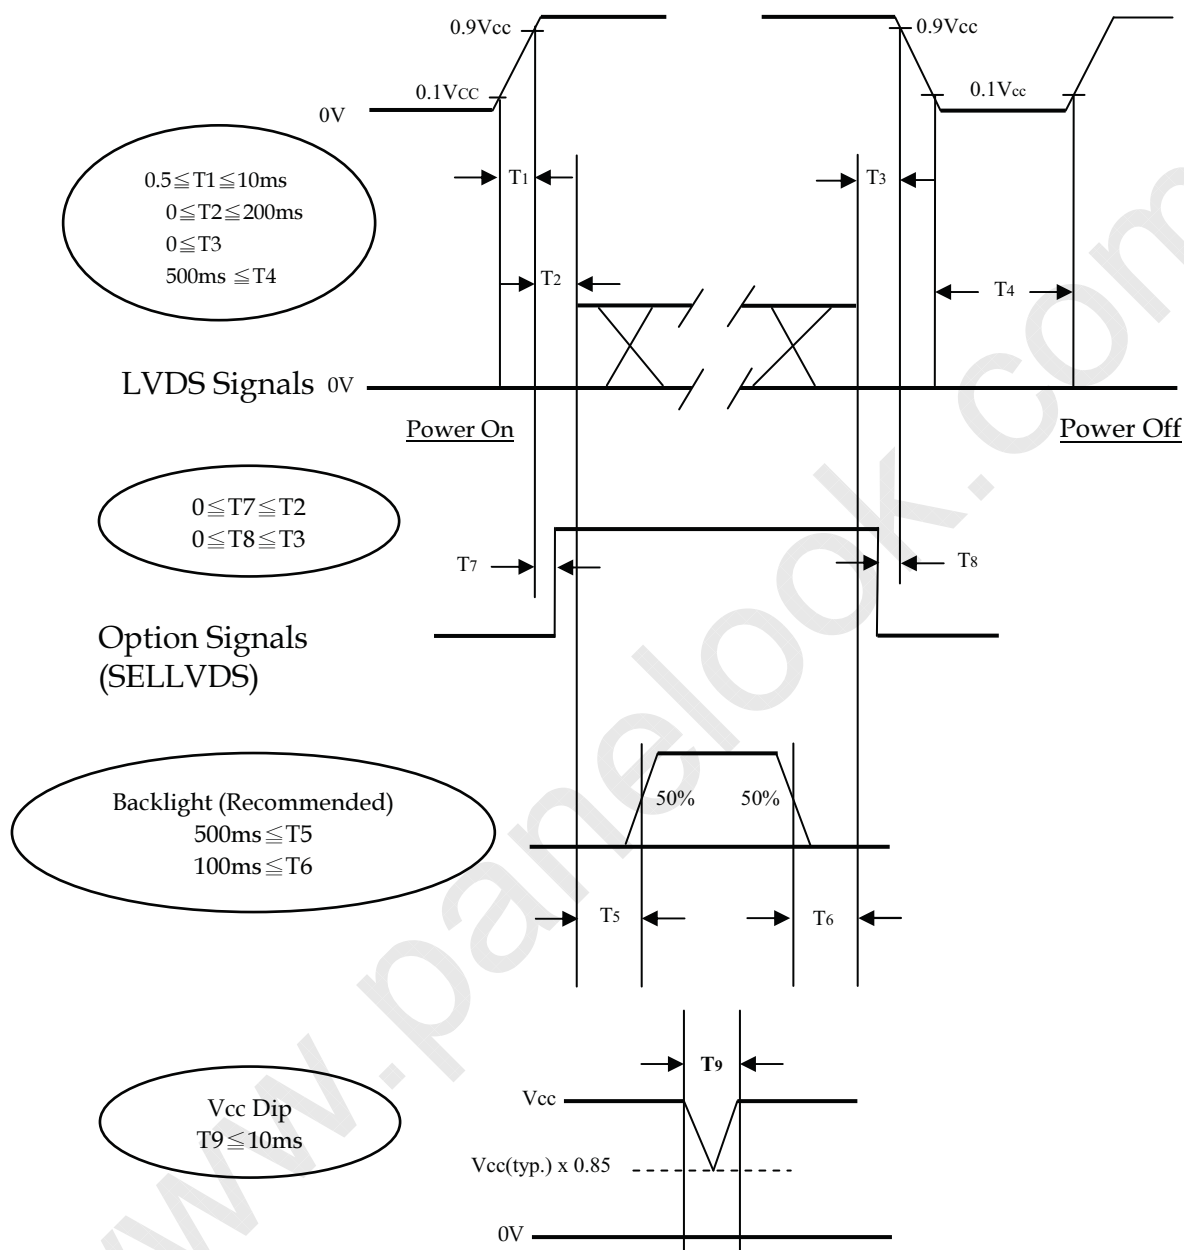 0.9Vcc
0.9Vcc
0.1Vcc
0.1Vcc
0V
0.5≦T1≦10ms
0≦T2≦200ms
0≦T3
500ms ≦T4
T1
T3
T2
T4
LVDS Signals 0V
Power On
Power Off
0≦T7≦T2
0≦T8≦T3
T7
T8
Option Signals
(SELLVDS)
Backlight (Recommended)
500ms≦T5
100ms≦T6
50%
50%
T5
T6
T9
Vcc Dip
T9≦10ms
Vcc
Vcc(typ.) x 0.85
0V
www.panelook.com